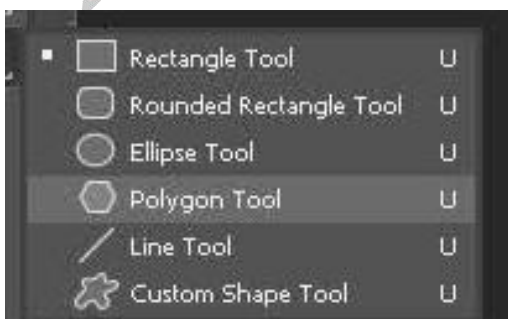 Rectangle Tool U
Rounded Rectangle Tool U
Ellipse Tool U
Polygon Tool U
Line Tool U
Custom Shape Tool U